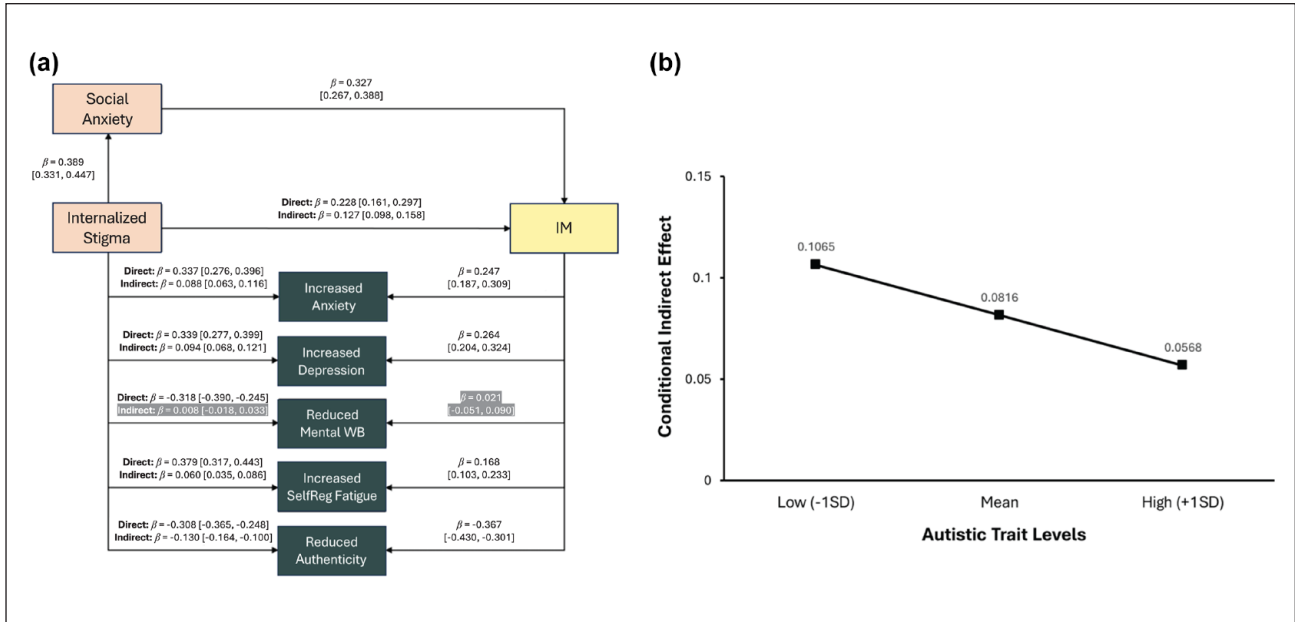 (a)
Social
Anxiety
β = 0.327
[0.267, 0.388]
β = 0.389
[0.331, 0.447]
Internalized
Stigma
Direct: β = 0.228 [0.161, 0.297]
Indirect: β = 0.127 [0.098, 0.158]
IM
Direct: β = 0.337 [0.276, 0.396]
Indirect: β = 0.088 [0.063, 0.116]
Increased
Anxiety
β = 0.247
[0.187, 0.309]
Direct: β = 0.339 [0.277, 0.399]
Indirect: β = 0.094 [0.068, 0.121]
Increased
Depression
β = 0.264
[0.204, 0.324]
Direct: β = -0.318 [-0.390, -0.245]
Indirect: β = 0.008 [-0.018, 0.033]
Reduced
Mental WB
β = 0.021
[-0.051, 0.090]
Direct: β = 0.379 [0.317, 0.443]
Indirect: β = 0.060 [0.035, 0.086]
Increased
SelfReg Fatigue
β = 0.168
[0.103, 0.233]
Direct: β = -0.308 [-0.365, -0.248]
Indirect: β = -0.130 [-0.164, -0.100]
Reduced
Authenticity
β = -0.367
[-0.430, -0.301]
(b)
Conditional Indirect Effect
0.15
0.1
0.05
0
0.1065
0.0816
0.0568
Low (-1SD)
Mean
High (+1SD)
Autistic Trait Levels